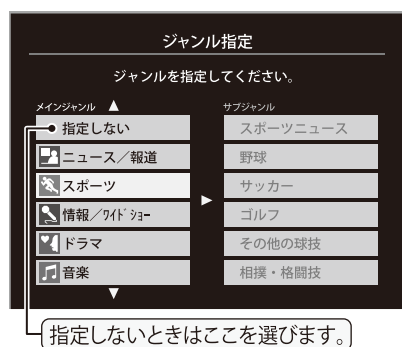 ジャンル指定
ジャンルを指定してください。
メインジャンル
指定しない
ニュース／報道
スポーツ
情報／ﾜｲﾄﾞｼｮｰ
ドラマ
音楽
サブジャンル
スポーツニュース
野球
サッカー
ゴルフ
その他の球技
相撲・格闘技
指定しないときはここを選びます。